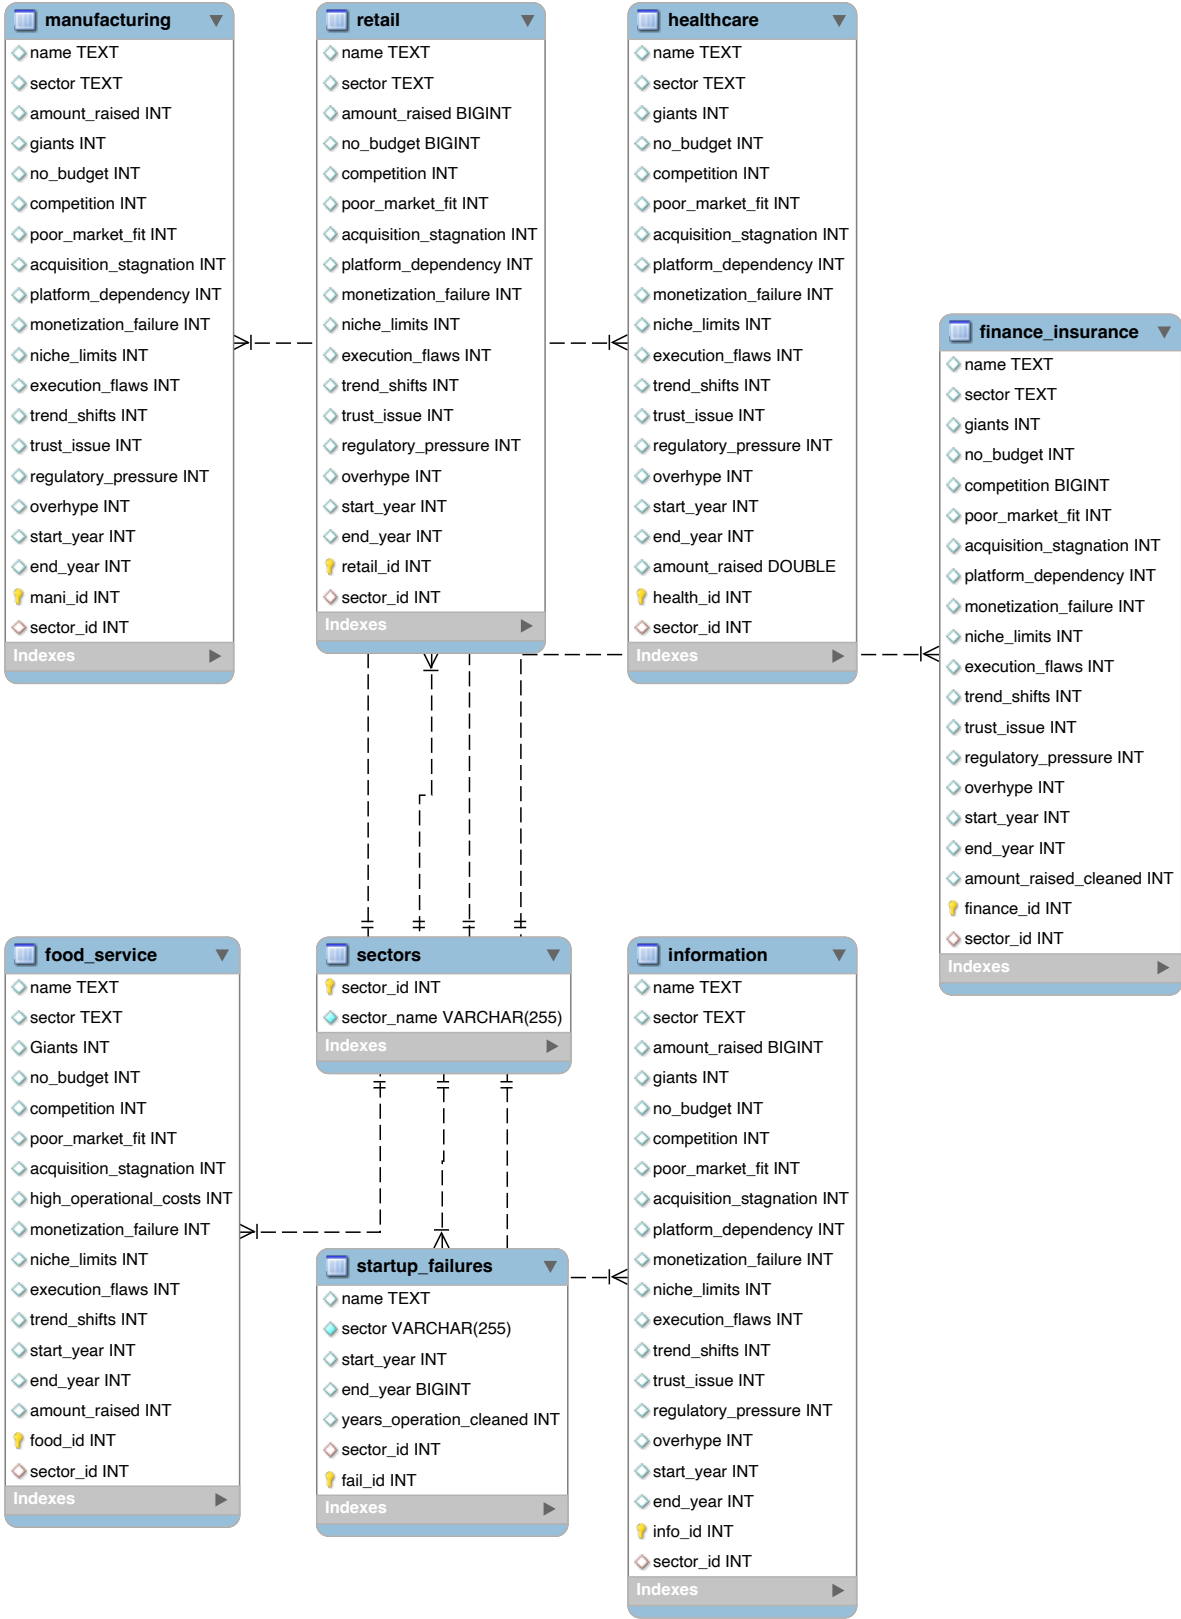 manufacturing
name TEXT
sector TEXT
amount_raised INT
giants INT
no_budget INT
competition INT
poor_market_fit INT
acquisition_stagnation INT
platform_dependency INT
monetization_failure INT
niche_limits INT
execution_flaws INT
trend_shifts INT
trust_issue INT
regulatory_pressure INT
overhype INT
start_year INT
end_year INT
mani_id INT
sector_id INT
Indexes
retail
name TEXT
sector TEXT
amount_raised BIGINT
no_budget BIGINT
competition INT
poor_market_fit INT
acquisition_stagnation INT
platform_dependency INT
monetization_failure INT
niche_limits INT
execution_flaws INT
trend_shifts INT
trust_issue INT
regulatory_pressure INT
overhype INT
start_year INT
end_year INT
retail_id INT
sector_id INT
Indexes
healthcare
name TEXT
sector TEXT
giants INT
no_budget INT
competition INT
poor_market_fit INT
acquisition_stagnation INT
platform_dependency INT
monetization_failure INT
niche_limits INT
execution_flaws INT
trend_shifts INT
trust_issue INT
regulatory_pressure INT
overhype INT
start_year INT
end_year INT
amount_raised DOUBLE
health_id INT
sector_id INT
Indexes
finance_insurance
name TEXT
sector TEXT
giants INT
no_budget INT
competition BIGINT
poor_market_fit INT
acquisition_stagnation INT
platform_dependency INT
monetization_failure INT
niche_limits INT
execution_flaws INT
trend_shifts INT
trust_issue INT
regulatory_pressure INT
overhype INT
start_year INT
end_year INT
amount_raised_cleaned INT
finance_id INT
sector_id INT
Indexes
food_service
name TEXT
sector TEXT
Giants INT
no_budget INT
competition INT
poor_market_fit INT
acquisition_stagnation INT
high_operational_costs INT
monetization_failure INT
niche_limits INT
execution_flaws INT
trend_shifts INT
start_year INT
end_year INT
amount_raised INT
food_id INT
sector_id INT
Indexes
sectors
sector_id INT
sector_name VARCHAR(255)
Indexes
startup_failures
name TEXT
sector VARCHAR(255)
start_year INT
end_year BIGINT
years_operation_cleaned INT
sector_id INT
fail_id INT
Indexes
information
name TEXT
sector TEXT
amount_raised BIGINT
giants INT
no_budget INT
competition INT
poor_market_fit INT
acquisition_stagnation INT
platform_dependency INT
monetization_failure INT
niche_limits INT
execution_flaws INT
trend_shifts INT
trust_issue INT
regulatory_pressure INT
overhype INT
start_year INT
end_year INT
info_id INT
sector_id INT
Indexes